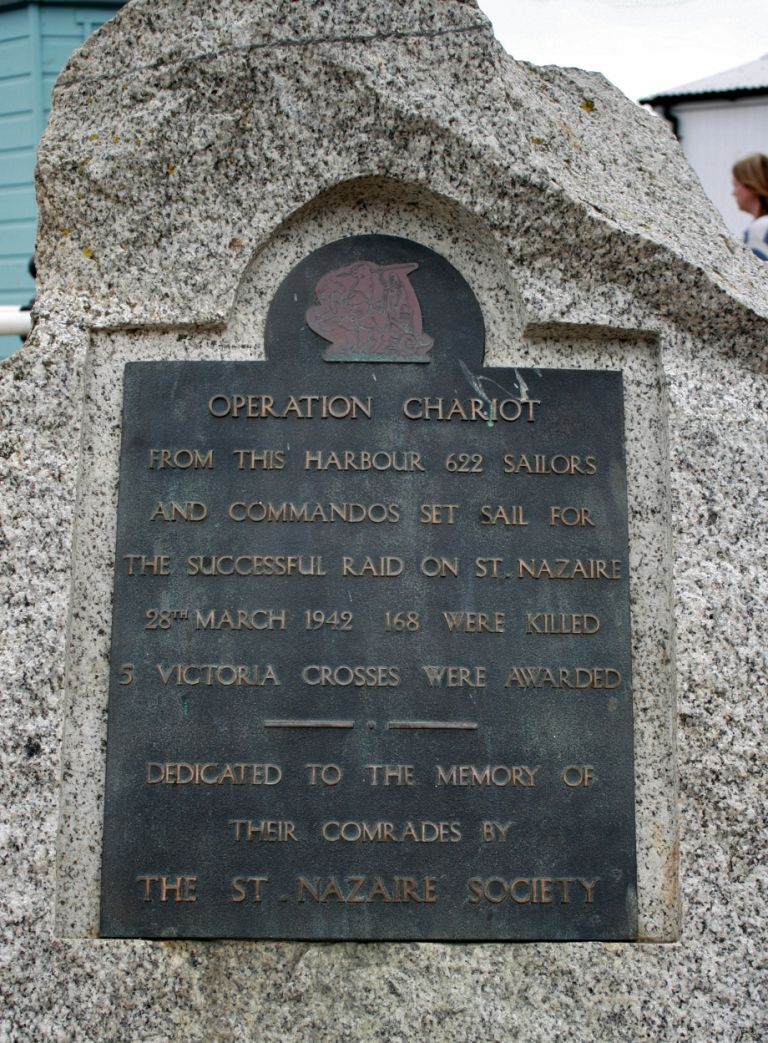 OPERATION CHARIOT
FROM THIS HARBOUR 622 SAILORS
AND COMMANDOS SET SAIL FOR
THE SUCCESSFUL RAID ON ST. NAZAIRE
28TH MARCH 1942 168 WERE KILLED
5 VICTORIA CROSSES WERE AWARDED
DEDICATED TO THE MEMORY OF
THEIR COMRADES BY
THE ST. NAZAIRE SOCIETY